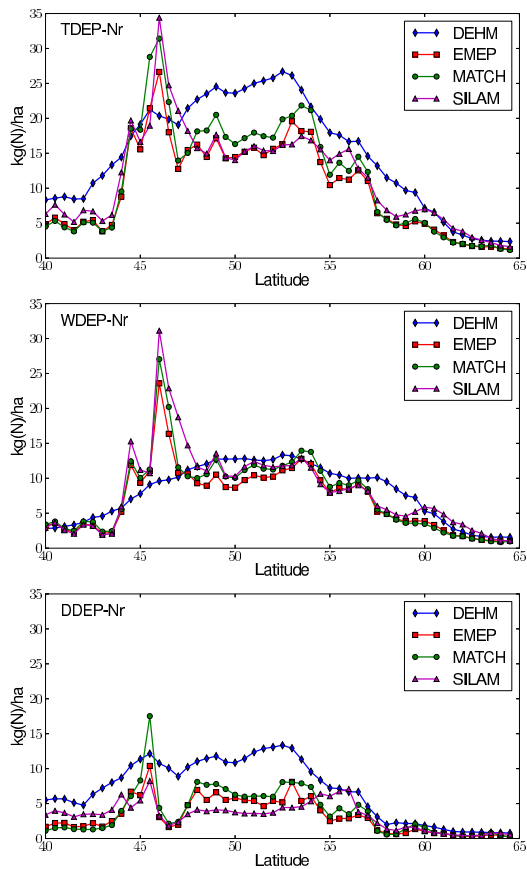 TDEP-Nr
DEHM
EMEP
MATCH
SILAM
kg(N)/ha
35
30
25
20
15
10
5
0
40 45 50 55 60 65
Latitude
WDEP-Nr
DEHM
EMEP
MATCH
SILAM
kg(N)/ha
35
30
25
20
15
10
5
0
40 45 50 55 60 65
Latitude
DDEP-Nr
DEHM
EMEP
MATCH
SILAM
kg(N)/ha
35
30
25
20
15
10
5
0
40 45 50 55 60 65
Latitude